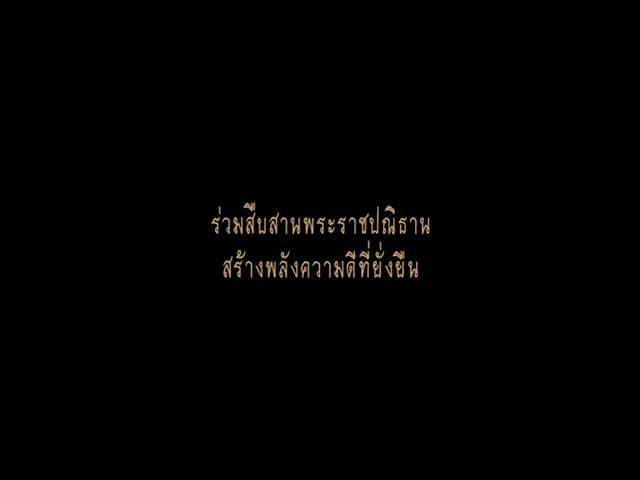 ร่วมสืบสานพระราชปณิธาน
สร้างพลังความดีที่ยั่งยืน